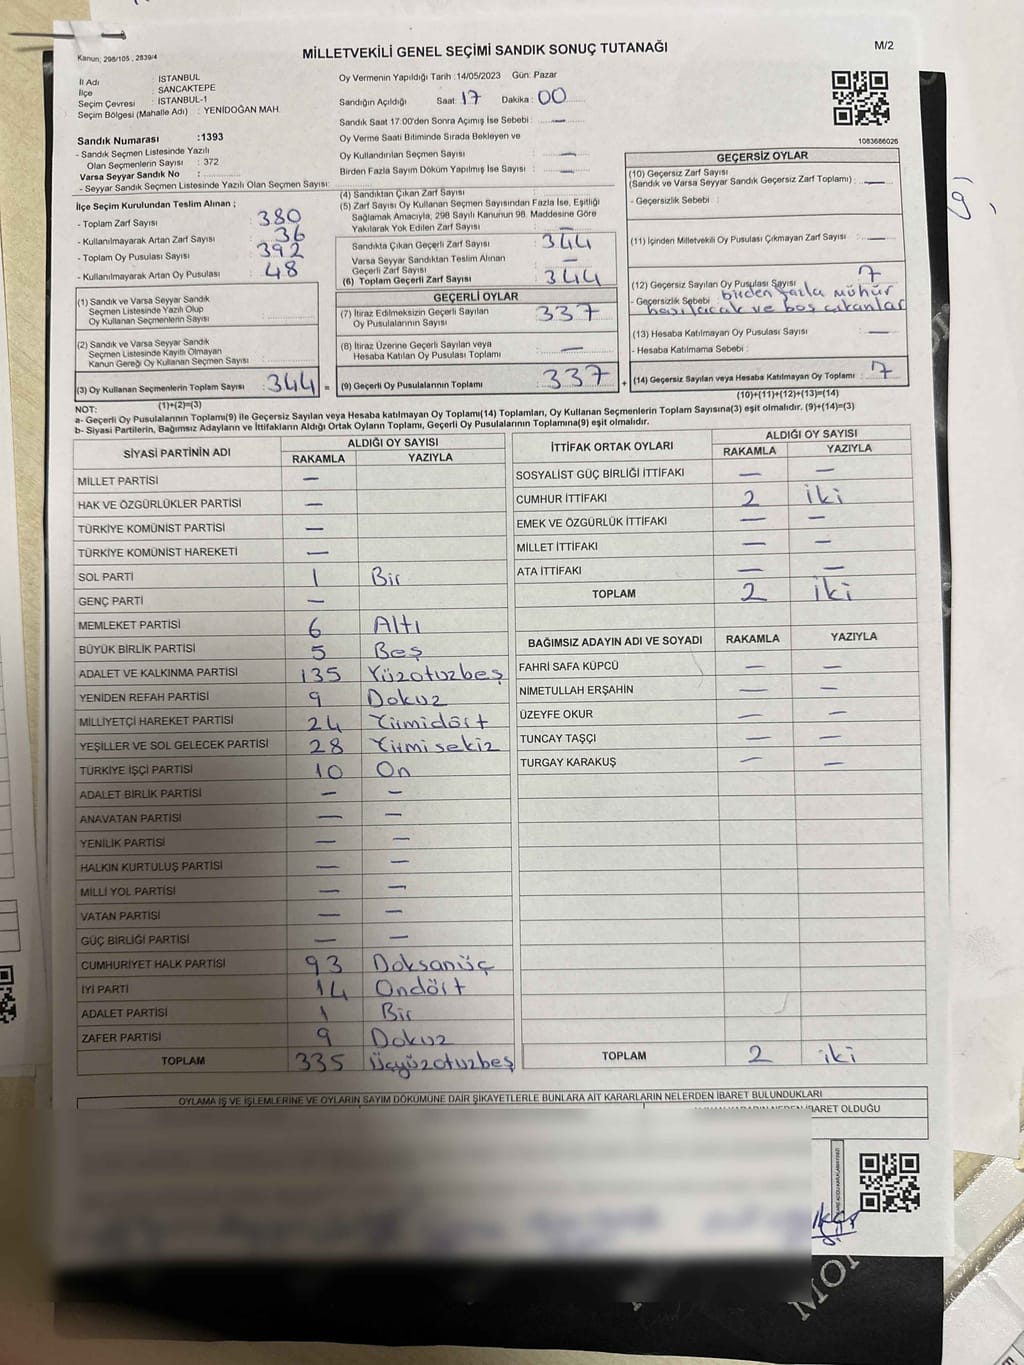 MİLLETVEKİLİ GENEL SEÇİMİ SANDIK SONUÇ TUTANAĞI
M/2
Kanun; 298/105 , 2839/4
İl Adı : İSTANBUL
İlçe : SANCAKTEPE
Seçim Çevresi : İSTANBUL-1
Seçim Bölgesi (Mahalle Adı) : YENİDOĞAN MAH.
Sandık Numarası :1393
- Sandık Seçmen Listesinde Yazılı
Olan Seçmenlerin Sayısı : 372
Varsa Seyyar Sandık No :
- Seyyar Sandık Seçmen Listesinde Yazılı Olan Seçmen Sayısı:
Oy Vermenin Yapıldığı Tarih :14/05/2023 Gün: Pazar
Sandığın Açıldığı Saat: 17 Dakika : 00
Sandık Saat 17:00'den Sonra Açımış İse Sebebi : —
Oy Verme Saati Bitiminde Sırada Bekleyen ve
Oy Kullandırılan Seçmen Sayısı —
Birden Fazla Sayım Döküm Yapılmış İse Sayısı : —
1083686026
İlçe Seçim Kurulundan Teslim Alınan ;
- Toplam Zarf Sayısı : 380
- Kullanılmayarak Artan Zarf Sayısı : 36
- Toplam Oy Pusulası Sayısı : 392
- Kullanılmayarak Artan Oy Pusulası : 48
(1) Sandık ve Varsa Seyyar Sandık
Seçmen Listesinde Yazılı Olup
Oy Kullanan Seçmenlerin Sayısı
(2) Sandık ve Varsa Seyyar Sandık
Seçmen Listesinde Kayıtlı Olmayan
Kanun Gereği Oy Kullanan Seçmen Sayısı
(3) Oy Kullanan Seçmenlerin Toplam Sayısı : 344 =
(1)+(2)=(3)
(4) Sandıktan Çıkan Zarf Sayısı :
(5) Zarf Sayısı Oy Kullanan Seçmen Sayısından Fazla İse, Eşitliği
Sağlamak Amacıyla, 298 Sayılı Kanunun 98. Maddesine Göre
Yakılarak Yok Edilen Zarf Sayısı : —
Sandıkta Çıkan Geçerli Zarf Sayısı : 344
Varsa Seyyar Sandıktan Teslim Alınan
Geçerli Zarf Sayısı : —
(6) Toplam Geçerli Zarf Sayısı : 344
GEÇERLİ OYLAR
(7) İtiraz Edilmeksizin Geçerli Sayılan
Oy Pusulalarının Sayısı : 337
(8) İtiraz Üzerine Geçerli Sayılan veya
Hesaba Katılan Oy Pusulası Toplamı : —
(9) Geçerli Oy Pusulalarının Toplamı : 337 +
GEÇERSİZ OYLAR
(10) Geçersiz Zarf Sayısı
(Sandık ve Varsa Seyyar Sandık Geçersiz Zarf Toplamı) : —
- Geçersizlik Sebebi :
(11) İçinden Milletvekili Oy Pusulası Çıkmayan Zarf Sayısı : —
(12) Geçersiz Sayılan Oy Pusulası Sayısı : 7
- Geçersizlik Sebebi : birden fazla mühür
basılacak ve boş çıkanlar
(13) Hesaba Katılmayan Oy Pusulası Sayısı : —
- Hesaba Katılmama Sebebi :
(14) Geçersiz Sayılan veya Hesaba Katılmayan Oy Toplamı : 7
(10)+(11)+(12)+(13)=(14)
NOT:
a- Geçerli Oy Pusulalarının Toplamı(9) ile Geçersiz Sayılan veya Hesaba katılmayan Oy Toplamı(14) Toplamları, Oy Kullanan Seçmenlerin Toplam Sayısına(3) eşit olmalıdır. (9)+(14)=(3)
b- Siyasi Partilerin, Bağımsız Adayların ve İttifakların Aldığı Ortak Oyların Toplamı, Geçerli Oy Pusulalarının Toplamına(9) eşit olmalıdır.
SİYASİ PARTİNİN ADI ALDIĞI OY SAYISI
RAKAMLA YAZIYLA
MİLLET PARTİSİ —
HAK VE ÖZGÜRLÜKLER PARTİSİ —
TÜRKİYE KOMÜNİST PARTİSİ —
TÜRKİYE KOMÜNİST HAREKETİ —
SOL PARTİ 1 Bir
GENÇ PARTİ —
MEMLEKET PARTİSİ 6 Altı
BÜYÜK BİRLİK PARTİSİ 5 Beş
ADALET VE KALKINMA PARTİSİ 135 Yüzotuzbeş
YENİDEN REFAH PARTİSİ 9 Dokuz
MİLLİYETÇİ HAREKET PARTİSİ 24 Yirmidört
YEŞİLLER VE SOL GELECEK PARTİSİ 28 Yirmisekiz
TÜRKİYE İŞÇİ PARTİSİ 10 On
ADALET BİRLİK PARTİSİ — —
ANAVATAN PARTİSİ — —
YENİLİK PARTİSİ — —
HALKIN KURTULUŞ PARTİSİ — —
MİLLİ YOL PARTİSİ — —
VATAN PARTİSİ — —
GÜÇ BİRLİĞİ PARTİSİ — —
CUMHURİYET HALK PARTİSİ 93 Doksanüç
İYİ PARTİ 14 Ondört
ADALET PARTİSİ 1 Bir
ZAFER PARTİSİ 9 Dokuz
TOPLAM 335 Üçyüzotuzbeş
İTTİFAK ORTAK OYLARI ALDIĞI OY SAYISI
RAKAMLA YAZIYLA
SOSYALİST GÜÇ BİRLİĞİ İTTİFAKI — —
CUMHUR İTTİFAKI 2 iki
EMEK VE ÖZGÜRLÜK İTTİFAKI — —
MİLLET İTTİFAKI — —
ATA İTTİFAKI — —
TOPLAM 2 iki
BAĞIMSIZ ADAYIN ADI VE SOYADI RAKAMLA YAZIYLA
FAHRİ SAFA KÜPCÜ — —
NİMETULLAH ERŞAHİN — —
ÜZEYFE OKUR — —
TUNCAY TAŞÇI — —
TURGAY KARAKUŞ — —
TOPLAM 2 iki
OYLAMA İŞ VE İŞLEMLERİNE VE OYLARIN SAYIM DÖKÜMÜNE DAİR ŞİKAYETLERLE BUNLARA AİT KARARLARIN NELERDEN İBARET BULUNDUKLARI
İBARET OLDUĞU